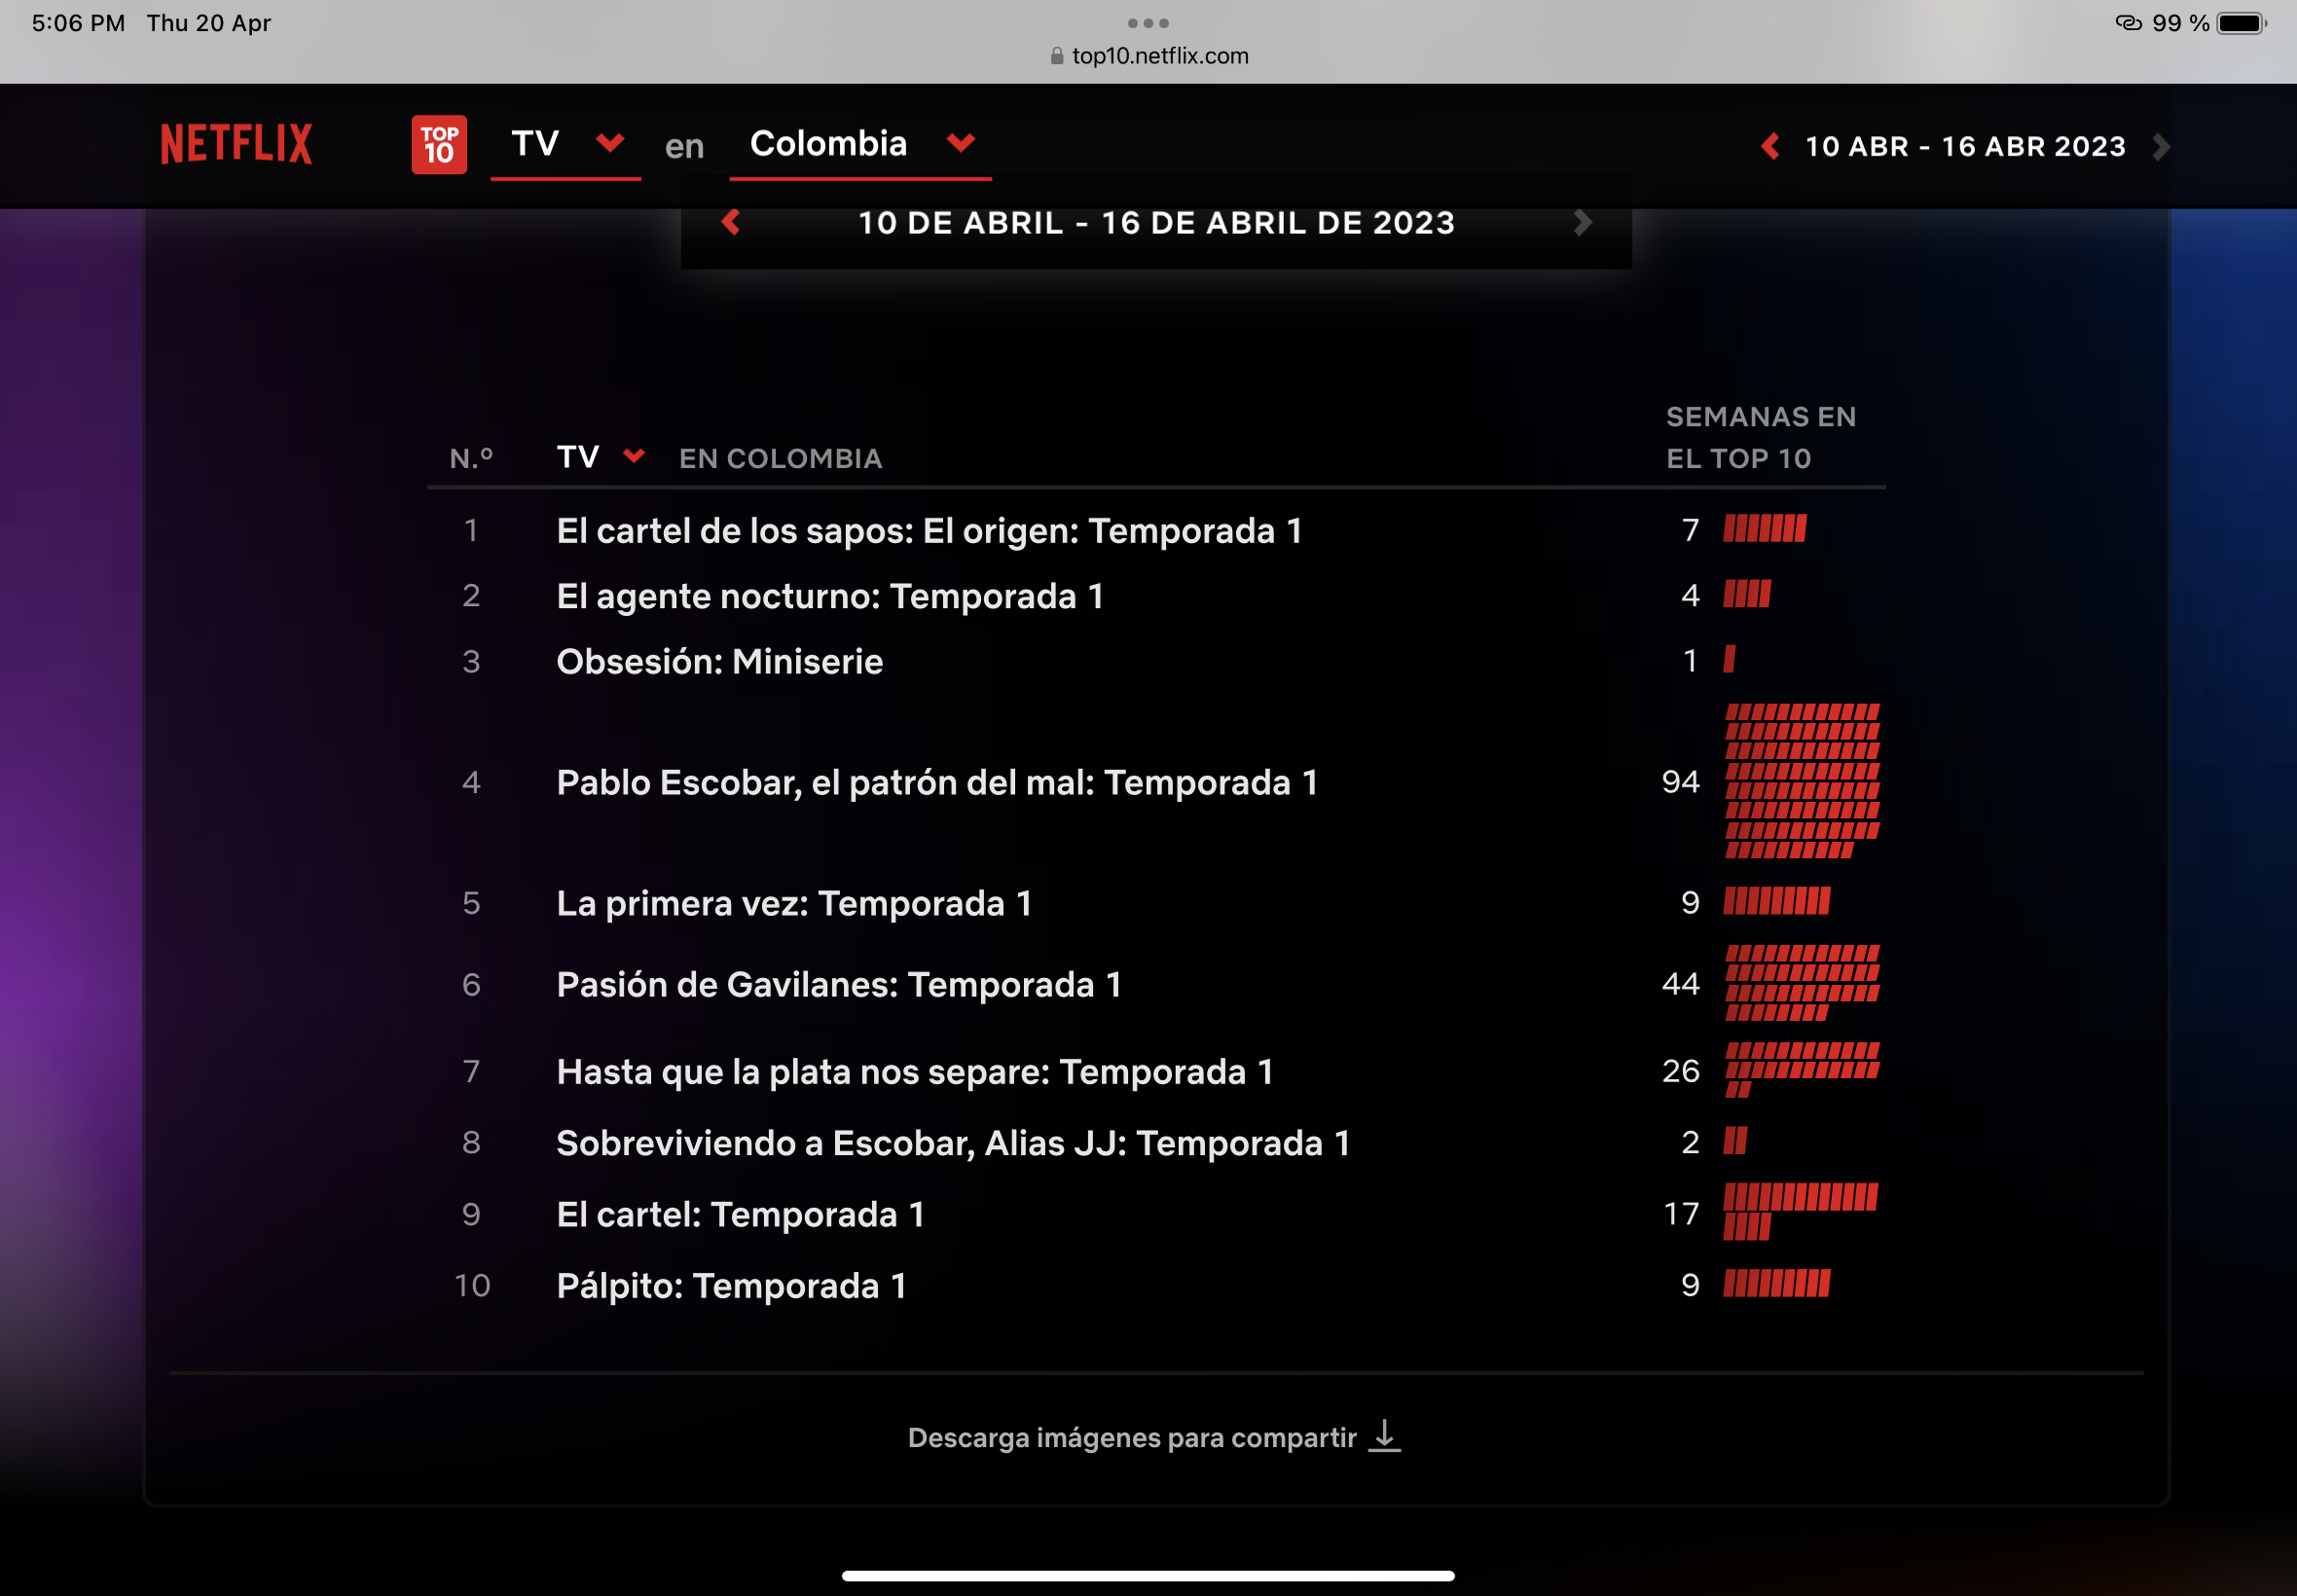 5:06 PM Thu 20 Apr
99 %
top10.netflix.com
NETFLIX TOP 10 TV en Colombia 10 ABR - 16 ABR 2023
10 DE ABRIL - 16 DE ABRIL DE 2023
SEMANAS EN
N.º TV EN COLOMBIA EL TOP 10
1 El cartel de los sapos: El origen: Temporada 1 7
2 El agente nocturno: Temporada 1 4
3 Obsesión: Miniserie 1
4 Pablo Escobar, el patrón del mal: Temporada 1 94
5 La primera vez: Temporada 1 9
6 Pasión de Gavilanes: Temporada 1 44
7 Hasta que la plata nos separe: Temporada 1 26
8 Sobreviviendo a Escobar, Alias JJ: Temporada 1 2
9 El cartel: Temporada 1 17
10 Pálpito: Temporada 1 9
Descarga imágenes para compartir